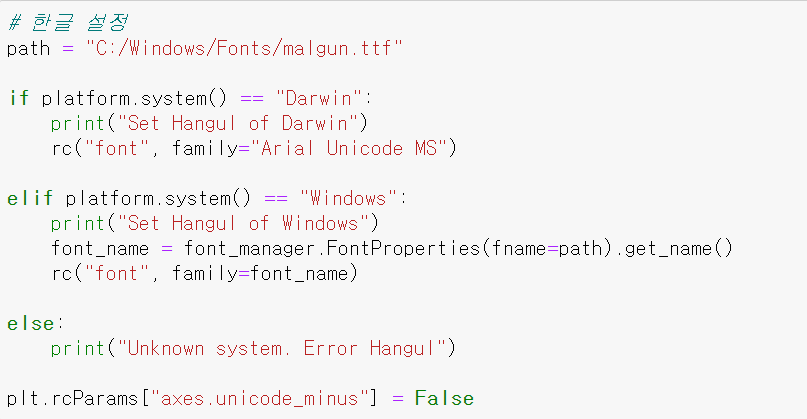 # 한글 설정
path = "C:/Windows/Fonts/malgun.ttf"
if platform.system() == "Darwin":
print("Set Hangul of Darwin")
rc("font", family="Arial Unicode MS")
elif platform.system() == "Windows":
print("Set Hangul of Windows")
font_name = font_manager.FontProperties(fname=path).get_name()
rc("font", family=font_name)
else:
print("Unknown system. Error Hangul")
plt.rcParams["axes.unicode_minus"] = False